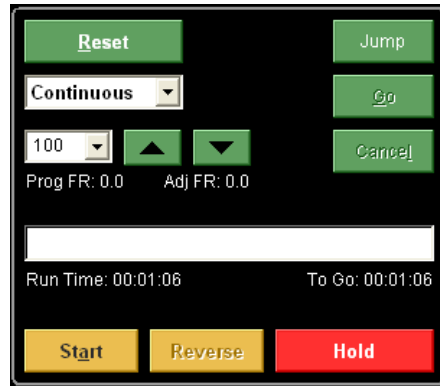 Reset Jump
Continuous Go
100 Cancel
Prog FR: 0.0 Adj FR: 0.0
Run Time: 00:01:06 To Go: 00:01:06
Start Reverse Hold